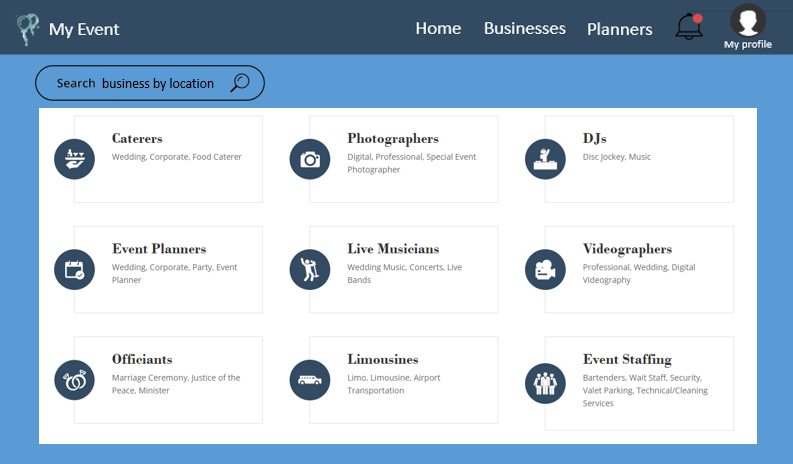 My Event
Home
Businesses
Planners
My profile
Search business by location
Caterers
Wedding, Corporate, Food Caterer
Photographers
Digital, Professional, Special Event
Photographer
DJs
Disc Jockey, Music
Event Planners
Wedding, Corporate, Party, Event
Planner
Live Musicians
Wedding Music, Concerts, Live
Bands
Videographers
Professional, Wedding, Digital
Videography
Officiants
Marriage Ceremony, Justice of the
Peace, Minister
Limousines
Limo, Limousine, Airport
Transportation
Event Staffing
Bartenders, Wait Staff, Security,
Valet Parking, Technical/Cleaning
Services